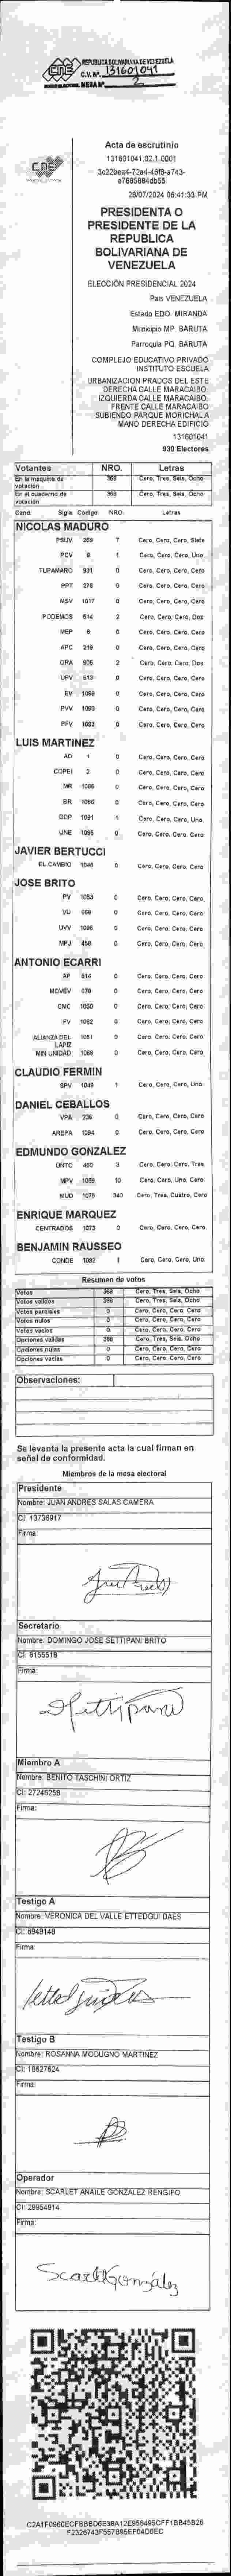 CNE
REPUBLICA BOLIVARIANA DE VENEZUELA
C.V. Nº. 131601041
MESA Nº 2
CNE
Acta de escrutinio
131601041.02.1.0001
26/07/2024 06:41:33 PM
PRESIDENTA O
PRESIDENTE DE LA
REPUBLICA
BOLIVARIANA DE
VENEZUELA
ELECCIÓN PRESIDENCIAL 2024
País VENEZUELA
Estado EDO. MIRANDA
Municipio MP. BARUTA
Parroquia PQ. BARUTA
COMPLEJO EDUCATIVO PRIVADO
INSTITUTO ESCUELA
URBANIZACION PRADOS DEL ESTE
DERECHA CALLE MARACAIBO.
IZQUIERDA CALLE MARACAIBO.
FRENTE CALLE MARACAIBO
SUBIENDO PARQUE MORICHAL A
MANO DERECHA EDIFICIO
131601041
930 Electores
Votantes NRO. Letras
En la maquina de votación 368 Cero, Tres, Seis, Ocho
En el cuaderno de votación 368 Cero, Tres, Seis, Ocho
Cand. Sigla Código NRO. Letras
NICOLAS MADURO
PSUV 269 7 Cero, Cero, Cero, Siete
PCV 8 1 Cero, Cero, Cero, Uno
TUPAMARO 931 0 Cero, Cero, Cero, Cero
PPT 278 0 Cero, Cero, Cero, Cero
MSV 1017 0 Cero, Cero, Cero, Cero
PODEMOS 514 2 Cero, Cero, Cero, Dos
MEP 6 0 Cero, Cero, Cero, Cero
APC 219 0 Cero, Cero, Cero, Cero
ORA 905 2 Cero, Cero, Cero, Dos
UPV 513 0 Cero, Cero, Cero, Cero
EV 1099 0 Cero, Cero, Cero, Cero
PVV 1090 0 Cero, Cero, Cero, Cero
PFV 1093 0 Cero, Cero, Cero, Cero
LUIS MARTINEZ
AD 1 0 Cero, Cero, Cero, Cero
COPEI 2 0 Cero, Cero, Cero, Cero
MR 1086 0 Cero, Cero, Cero, Cero
BR 1066 0 Cero, Cero, Cero, Cero
DDP 1091 1 Cero, Cero, Cero, Uno
UNE 1095 0 Cero, Cero, Cero, Cero
JAVIER BERTUCCI
EL CAMBIO 1046 0 Cero, Cero, Cero, Cero
JOSE BRITO
PV 1053 0 Cero, Cero, Cero, Cero
VU 969 0 Cero, Cero, Cero, Cero
UVV 1096 0 Cero, Cero, Cero, Cero
MPJ 458 0 Cero, Cero, Cero, Cero
ANTONIO ECARRI
AP 814 0 Cero, Cero, Cero, Cero
MOVEV 979 0 Cero, Cero, Cero, Cero
CMC 1050 0 Cero, Cero, Cero, Cero
FV 1062 0 Cero, Cero, Cero, Cero
ALIANZA DEL LAPIZ 1051 0 Cero, Cero, Cero, Cero
MIN UNIDAD 1068 0 Cero, Cero, Cero, Cero
CLAUDIO FERMIN
SPV 1049 1 Cero, Cero, Cero, Uno
DANIEL CEBALLOS
VPA 236 0 Cero, Cero, Cero, Cero
AREPA 1094 0 Cero, Cero, Cero, Cero
EDMUNDO GONZALEZ
UNTC 460 3 Cero, Cero, Cero, Tres
MPV 1089 10 Cero, Cero, Uno, Cero
MUD 1075 340 Cero, Tres, Cuatro, Cero
ENRIQUE MARQUEZ
CENTRADOS 1073 0 Cero, Cero, Cero, Cero
BENJAMIN RAUSSEO
CONDE 1092 1 Cero, Cero, Cero, Uno
Resumen de votos
Votos 368 Cero, Tres, Seis, Ocho
Votos validos 368 Cero, Tres, Seis, Ocho
Votos parciales 0 Cero, Cero, Cero, Cero
Votos nulos 0 Cero, Cero, Cero, Cero
Votos vacios 0 Cero, Cero, Cero, Cero
Opciones validas 368 Cero, Tres, Seis, Ocho
Opciones nulas 0 Cero, Cero, Cero, Cero
Opciones vacias 0 Cero, Cero, Cero, Cero
Observaciones:
Se levanta la presente acta la cual firman en
señal de conformidad.
Miembros de la mesa electoral
Presidente
Nombre: JUAN ANDRES SALAS CAMERA
CI: 13736917
Firma:
Secretario
Nombre: DOMINGO JOSE SETTIPANI BRITO
CI: 6155518
Firma:
Settipani
Miembro A
Nombre: BENITO TASCHINI ORTIZ
CI: 27246258
Firma:
Testigo A
Nombre: VERONICA DEL VALLE ETTEDGUI DAES
CI: 6949148
Firma:
Testigo B
Nombre: ROSANNA MODUGNO MARTINEZ
CI: 10627624
Firma:
Operador
Nombre: SCARLET ANAILE GONZALEZ RENGIFO
CI: 29954914
Firma:
Scarlet González